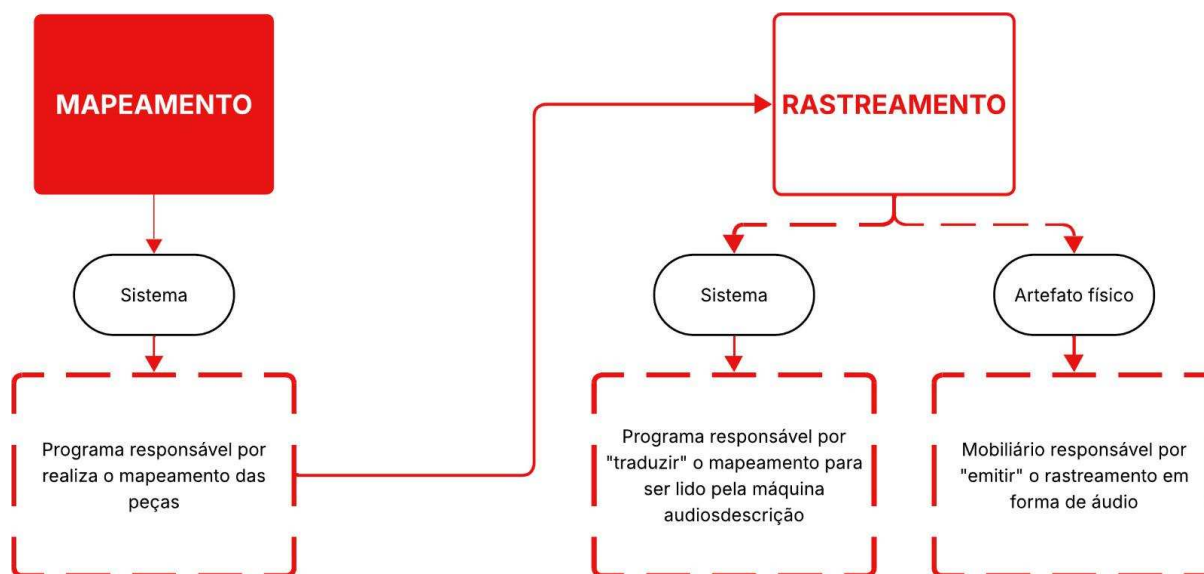 MAPEAMENTO
RASTREAMENTO
Sistema
Sistema
Artefato físico
Programa responsável por
realiza o mapeamento das
peças
Programa responsável por
"traduzir" o mapeamento para
ser lido pela máquina
audiosdescrição
Mobiliário responsável por
"emitir" o rastreamento em
forma de áudio